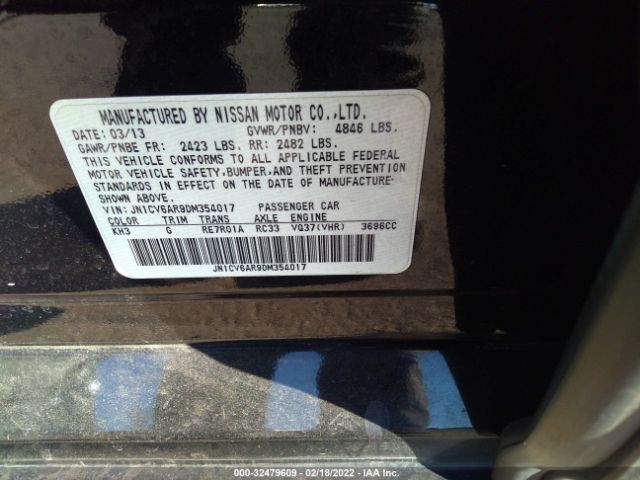 MANUFACTURED BY NISSAN MOTOR CO.,LTD.
DATE: 03/13 GVWR/PNBV: 4846 LBS.
GAWR/PNBE FR: 2423 LBS. RR: 2482 LBS.
THIS VEHICLE CONFORMS TO ALL APPLICABLE FEDERAL
MOTOR VEHICLE SAFETY,BUMPER,AND THEFT PREVENTION
STANDARDS IN EFFECT ON THE DATE OF MANUFACTURE
SHOWN ABOVE.
VIN: JN1CV6AR9DM354017 PASSENGER CAR
COLOR TRIM TRANS AXLE ENGINE
KH3 G RE7R01A RC33 VQ37(VHR) 3696CC
JN1CV6AR9DM354017
000-32479609 - 02/18/2022 - IAA Inc.